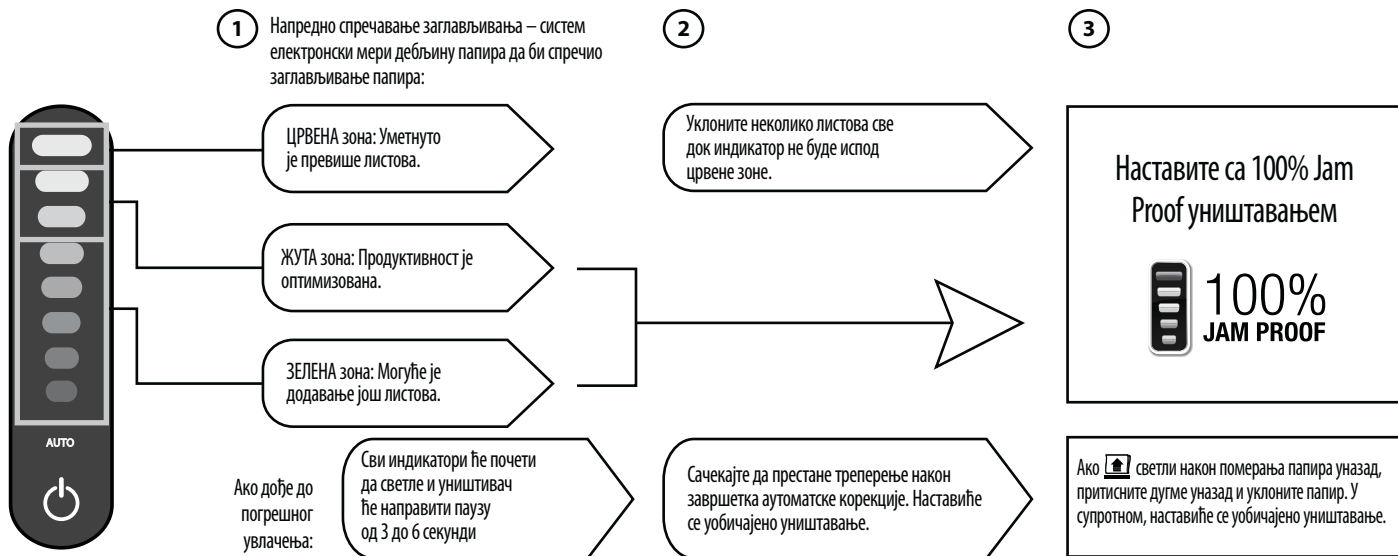 1
Напредно спречавање заглављивања – систем
електронски мери дебљину папира да би спречио
заглављивање папира:
ЦРВЕНА зона: Уметнуто
је превише листова.
ЖУТА зона: Продуктивност је
оптимизована.
ЗЕЛЕНА зона: Могуће је
додавање још листова.
AUTO
2
Уклоните неколико листова све
док индикатор не буде испод
црвене зоне.
3
Наставите са 100% Jam
Proof уништавањем
100%
JAM PROOF
Ако дође до
погрешног
увлачења:
Сви индикатори ће почети
да светле и уништивач
ће направити паузу
од 3 до 6 секунди
Сачекајте да престане треперење након
завршетка аутоматске корекције. Наставиће
се уобичајено уништавање.
Ако светли након померања папира уназад,
притисните дугме уназад и уклоните папир. У
супротном, наставиће се уобичајено уништавање.